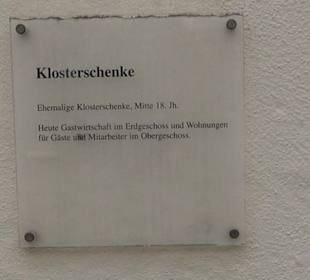 Klosterschenke
Ehemalige Klosterschenke, Mitte 18. Jh.
Heute Gastwirtschaft im Erdgeschoss und Wohnungen
für Gäste und Mitarbeiter im Obergeschoss.